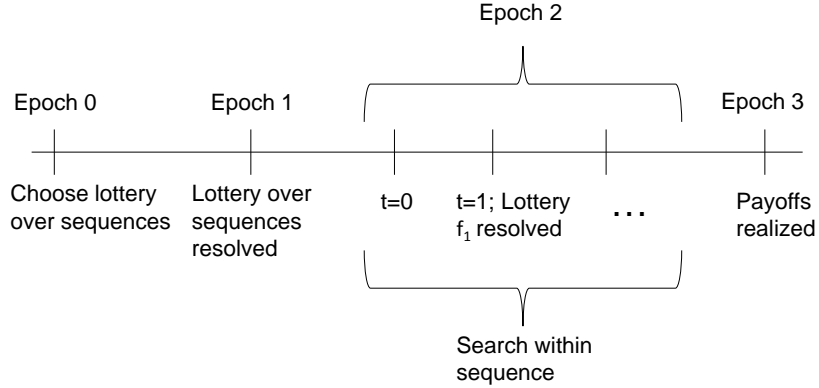 Epoch 2
Epoch 0
Epoch 1
Epoch 3
Choose lottery
over sequences
Lottery over
sequences
resolved
t=0
t=1; Lottery
f₁ resolved
...
Payoffs
realized
Search within
sequence